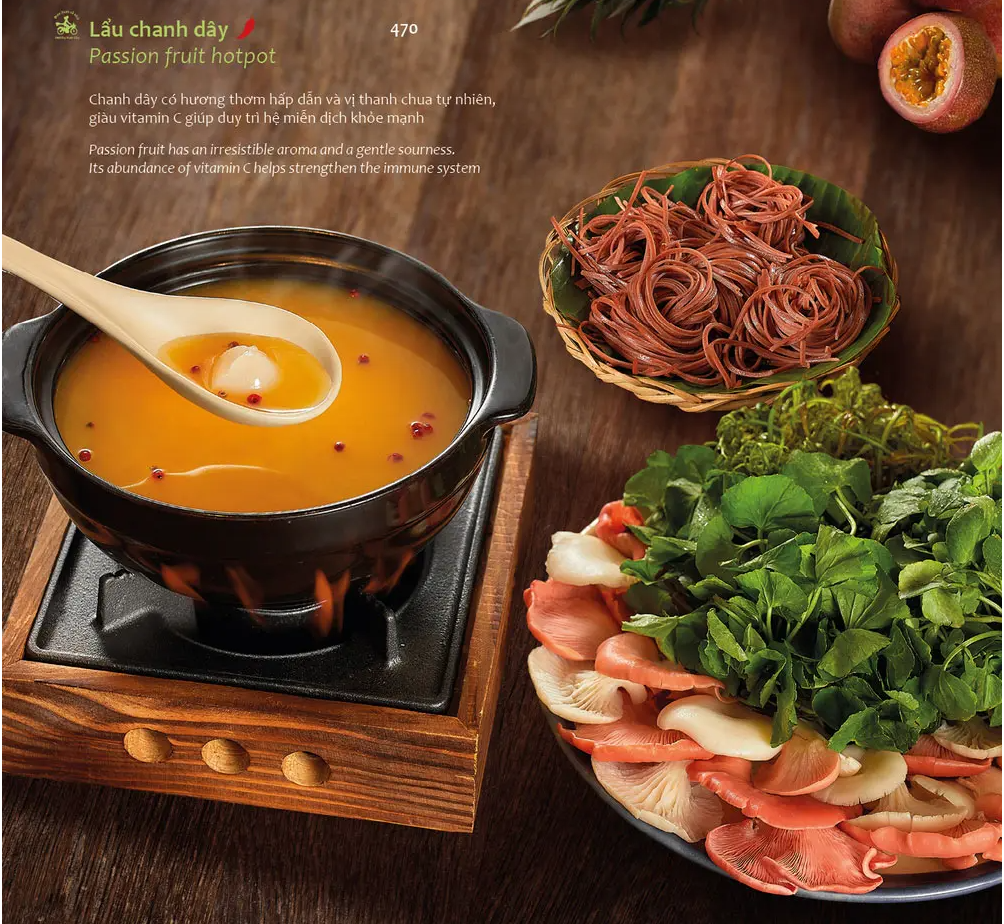 Lẩu chanh dây
470
Passion fruit hotpot
Chanh dây có hương thơm hấp dẫn và vị thanh chua tự nhiên,
giàu vitamin C giúp duy trì hệ miễn dịch khỏe mạnh
Passion fruit has an irresistible aroma and a gentle sourness.
Its abundance of vitamin C helps strengthen the immune system